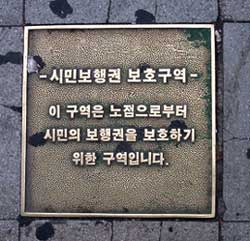 - 시민보행권 보호구역 -
이 구역은 노점으로부터
시민의 보행권을 보호하기
위한 구역입니다.